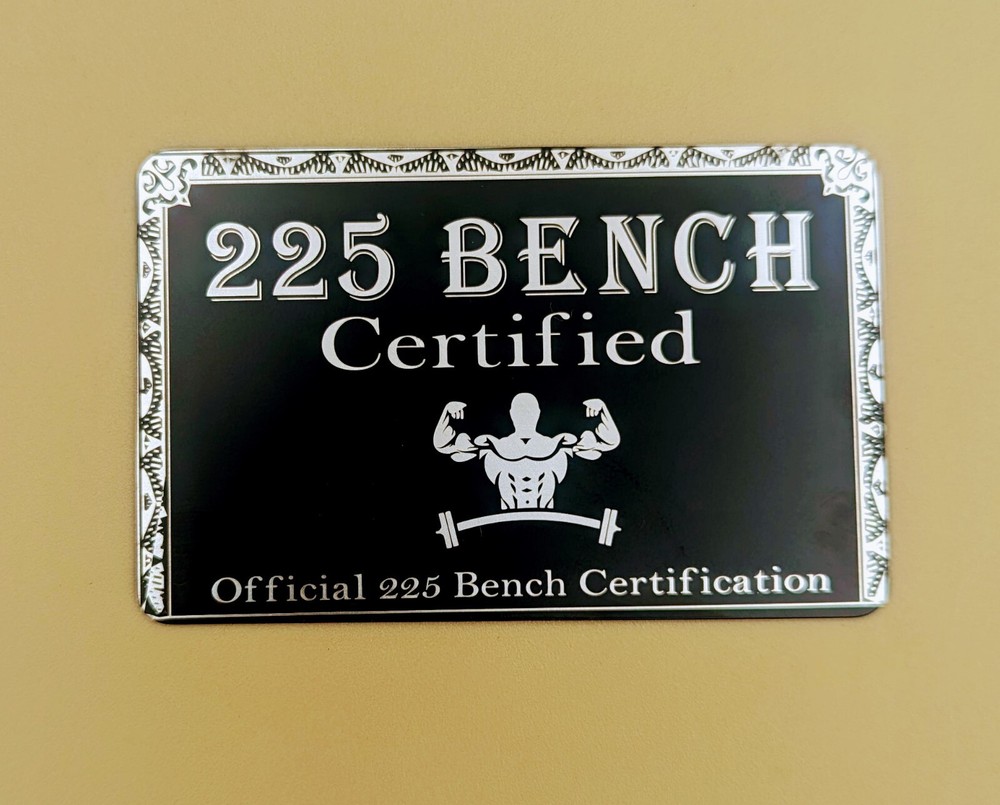 225 BENCH
Certified
Official 225 Bench Certification